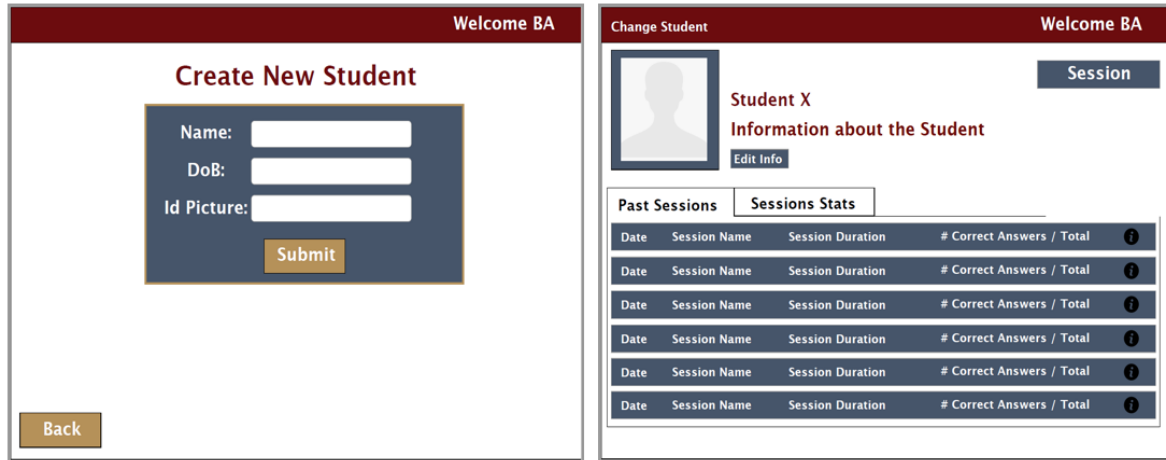 Welcome BA
Create New Student
Name:
DoB:
Id Picture:
Submit
Back
Change Student Welcome BA
Session
Student X
Information about the Student
Edit Info
Past Sessions Sessions Stats
Date Session Name Session Duration # Correct Answers / Total i
Date Session Name Session Duration # Correct Answers / Total i
Date Session Name Session Duration # Correct Answers / Total i
Date Session Name Session Duration # Correct Answers / Total i
Date Session Name Session Duration # Correct Answers / Total i
Date Session Name Session Duration # Correct Answers / Total i